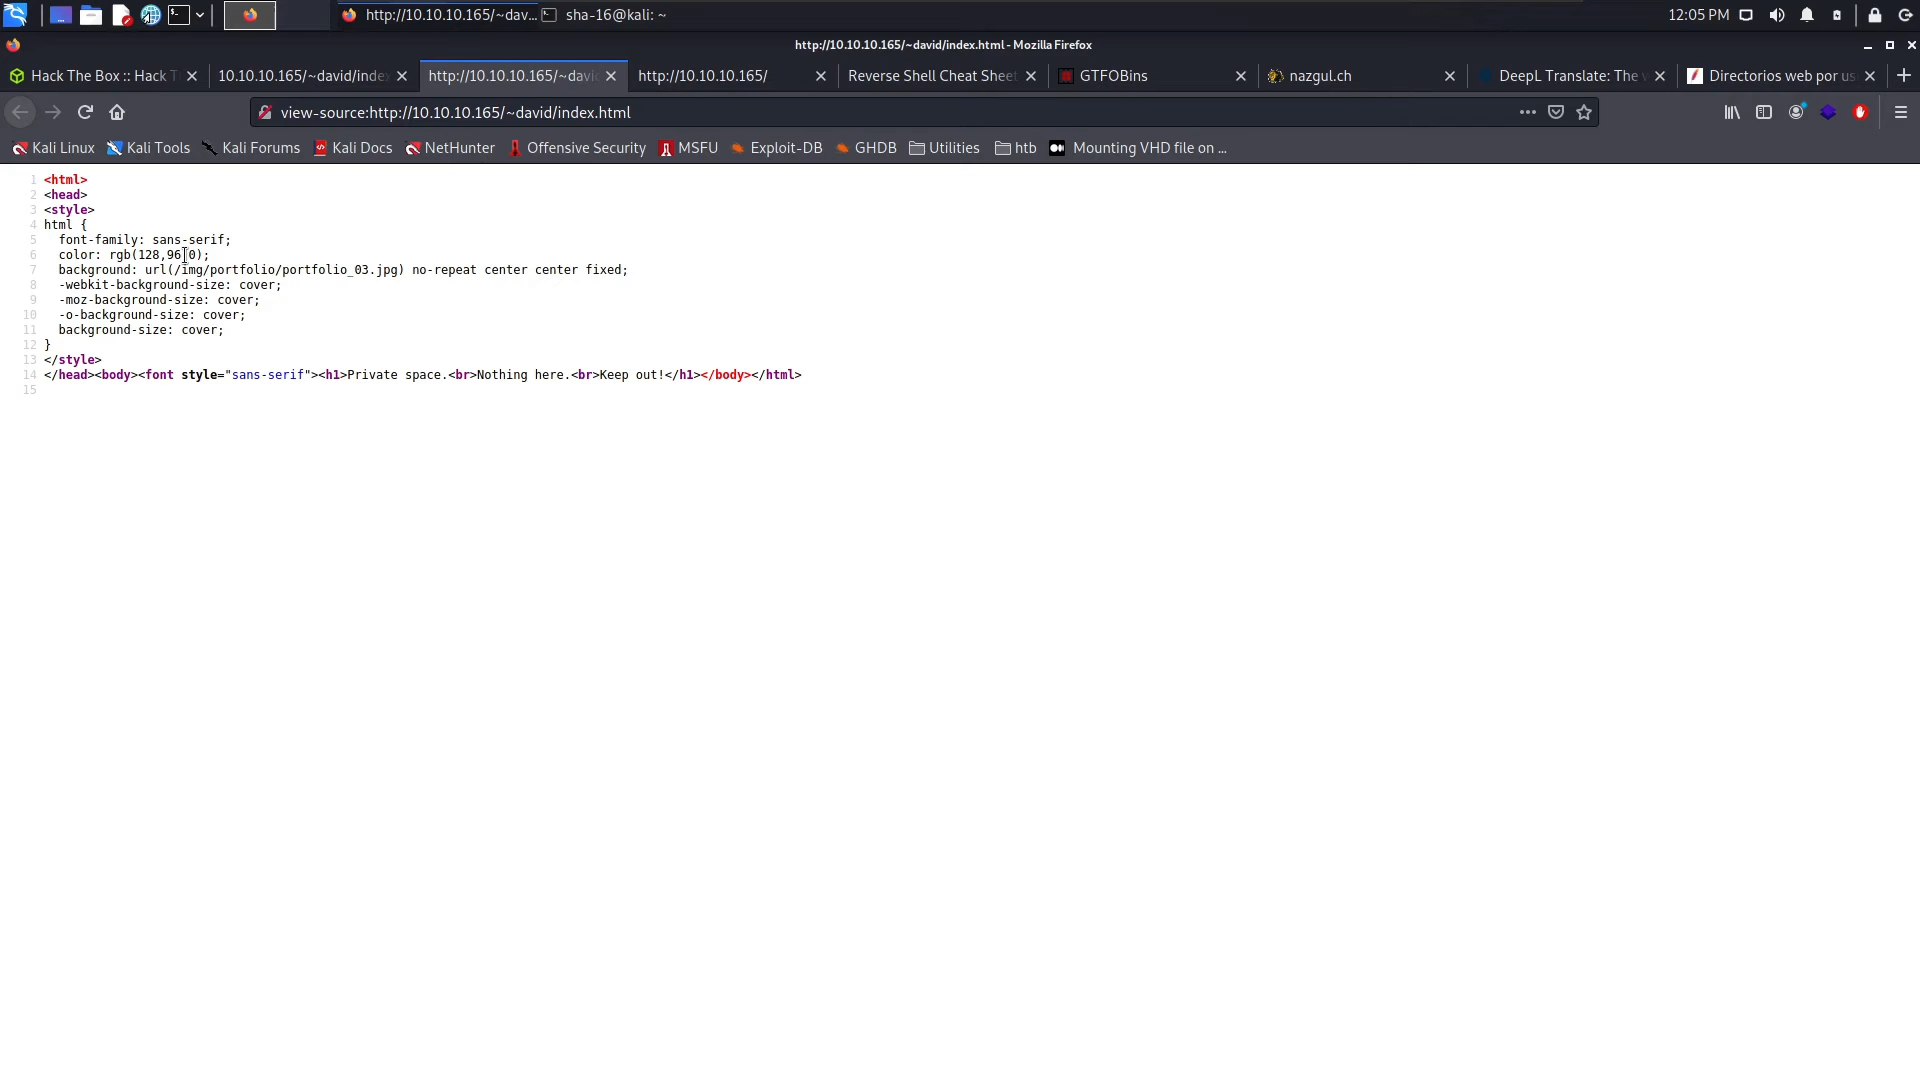 http://10.10.10.165/~dav... sha-16@kali: ~ 12:05 PM
http://10.10.10.165/~david/index.html - Mozilla Firefox
Hack The Box :: Hack T 10.10.10.165/~david/inde http://10.10.10.165/~davi http://10.10.10.165/ Reverse Shell Cheat Sheet GTFOBins nazgul.ch DeepL Translate: The Directorios web por us
view-source:http://10.10.10.165/~david/index.html
Kali Linux Kali Tools Kali Forums Kali Docs NetHunter Offensive Security MSFU Exploit-DB GHDB Utilities htb Mounting VHD file on ...
1 <html>
2 <head>
3 <style>
4 html {
5 font-family: sans-serif;
6 color: rgb(128,96,0);
7 background: url(/img/portfolio/portfolio_03.jpg) no-repeat center center fixed;
8 -webkit-background-size: cover;
9 -moz-background-size: cover;
10 -o-background-size: cover;
11 background-size: cover;
12 }
13 </style>
14 </head><body><font style="sans-serif"><h1>Private space.<br>Nothing here.<br>Keep out!</h1></body></html>
15